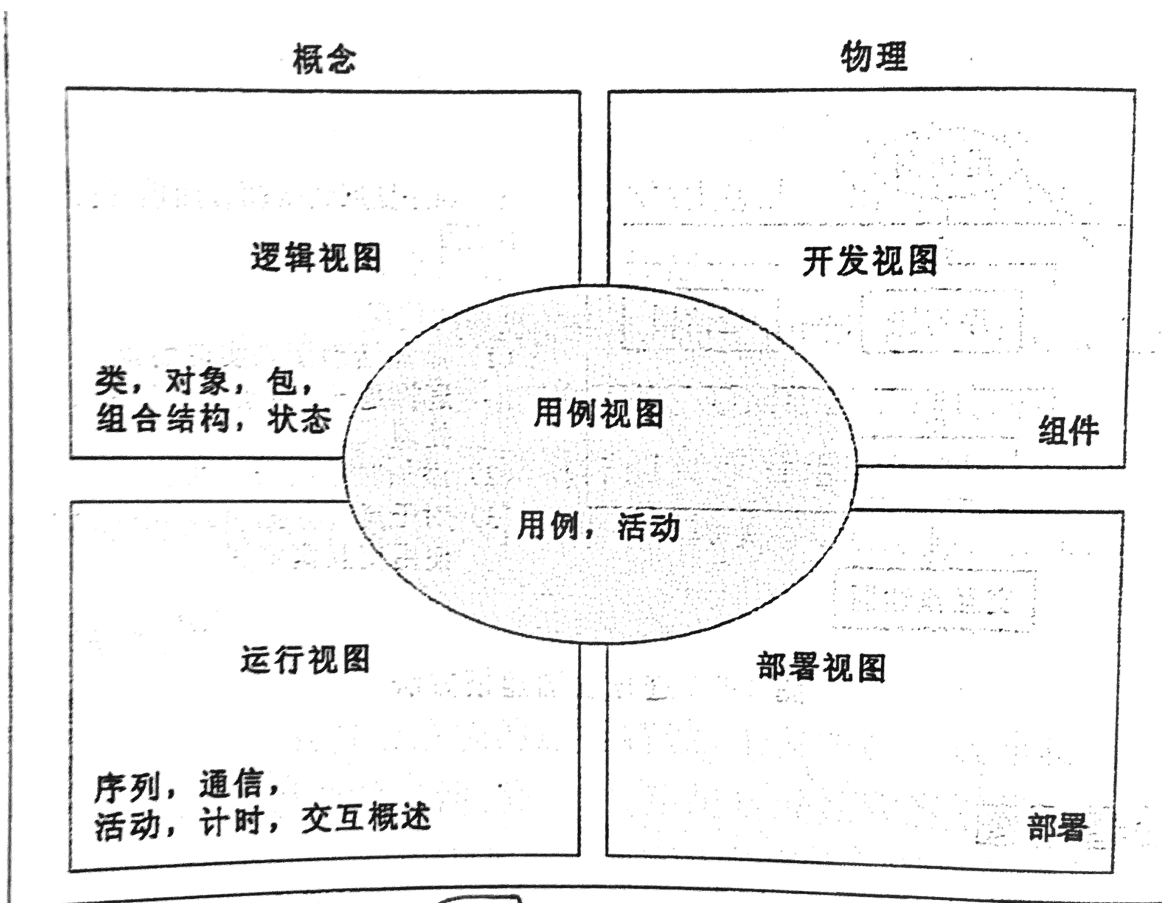 概念
物理
逻辑视图
类，对象，包，
组合结构，状态
开发视图
组件
用例视图
用例，活动
运行视图
序列，通信，
活动，计时，交互概述
部署视图
部署